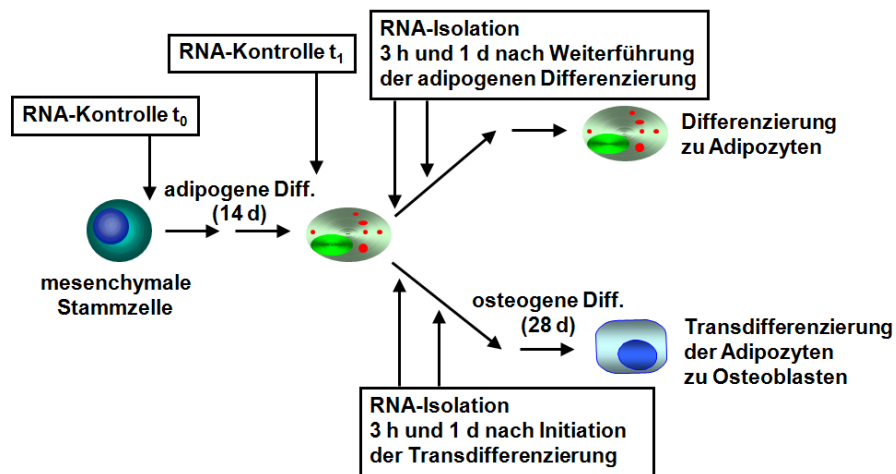 RNA-Kontrolle t₀
RNA-Kontrolle t₁
RNA-Isolation
3 h und 1 d nach Weiterführung
der adipogenen Differenzierung
adipogene Diff.
(14 d)
mesenchymale
Stammzelle
Differenzierung
zu Adipozyten
osteogene Diff.
(28 d)
Transdifferenzierung
der Adipozyten
zu Osteoblasten
RNA-Isolation
3 h und 1 d nach Initiation
der Transdifferenzierung